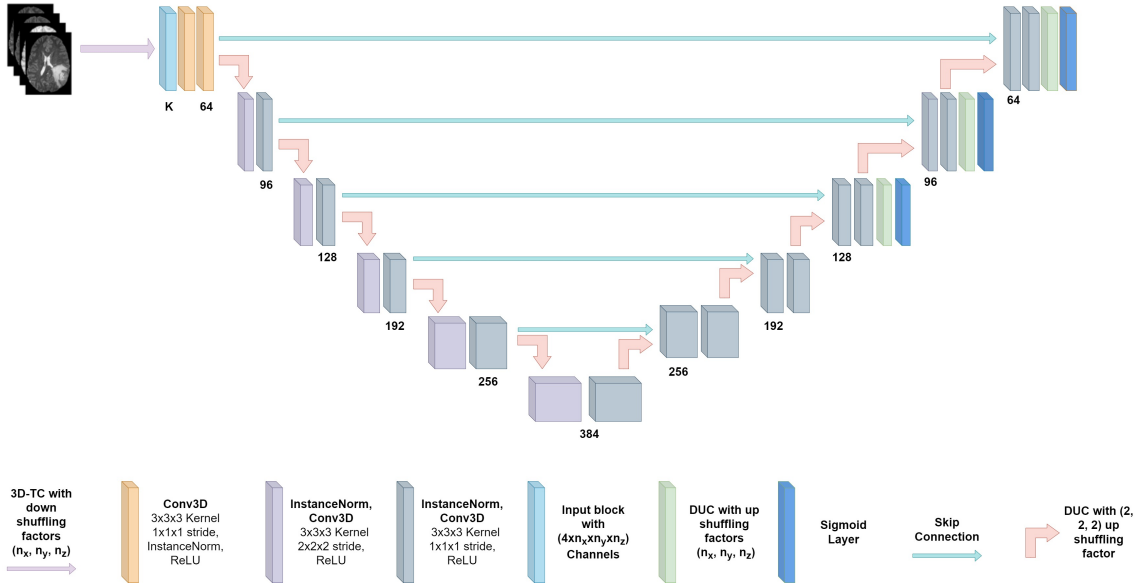 K
64
96
128
192
256
384
256
192
128
96
64
3D-TC with
down
shuffling
factors
(nx, ny, nz)
Conv3D
3x3x3 Kernel
1x1x1 stride,
InstanceNorm,
ReLU
InstanceNorm,
Conv3D
3x3x3 Kernel
2x2x2 stride,
ReLU
InstanceNorm,
Conv3D
3x3x3 Kernel
1x1x1 stride,
ReLU
Input block
with
(4xnxxnyxnz)
Channels
DUC with up
shuffling
factors
(nx, ny, nz)
Sigmoid
Layer
Skip
Connection
DUC with (2,
2, 2) up
shuffling
factor